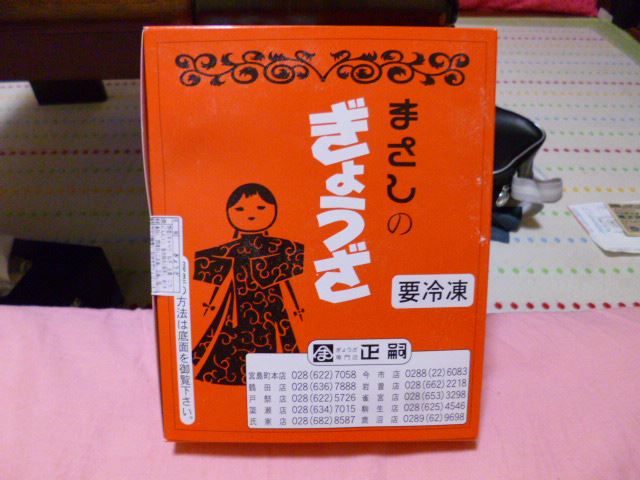 まさしの
ぎょうざ
要冷凍
の方法は底面を御覧下さい。
ぎょうざ
専門店
正嗣
宮島町本店 028(622)7058 今市店 0288(22)6083
鶴田店 028(636)7888 岩曽店 028(662)2218
戸祭店 028(622)5726 雀宮店 028(653)3298
簗瀬店 028(634)7015 駒生店 028(625)4546
氏家店 028(682)8587 鹿沼店 0289(62)9698